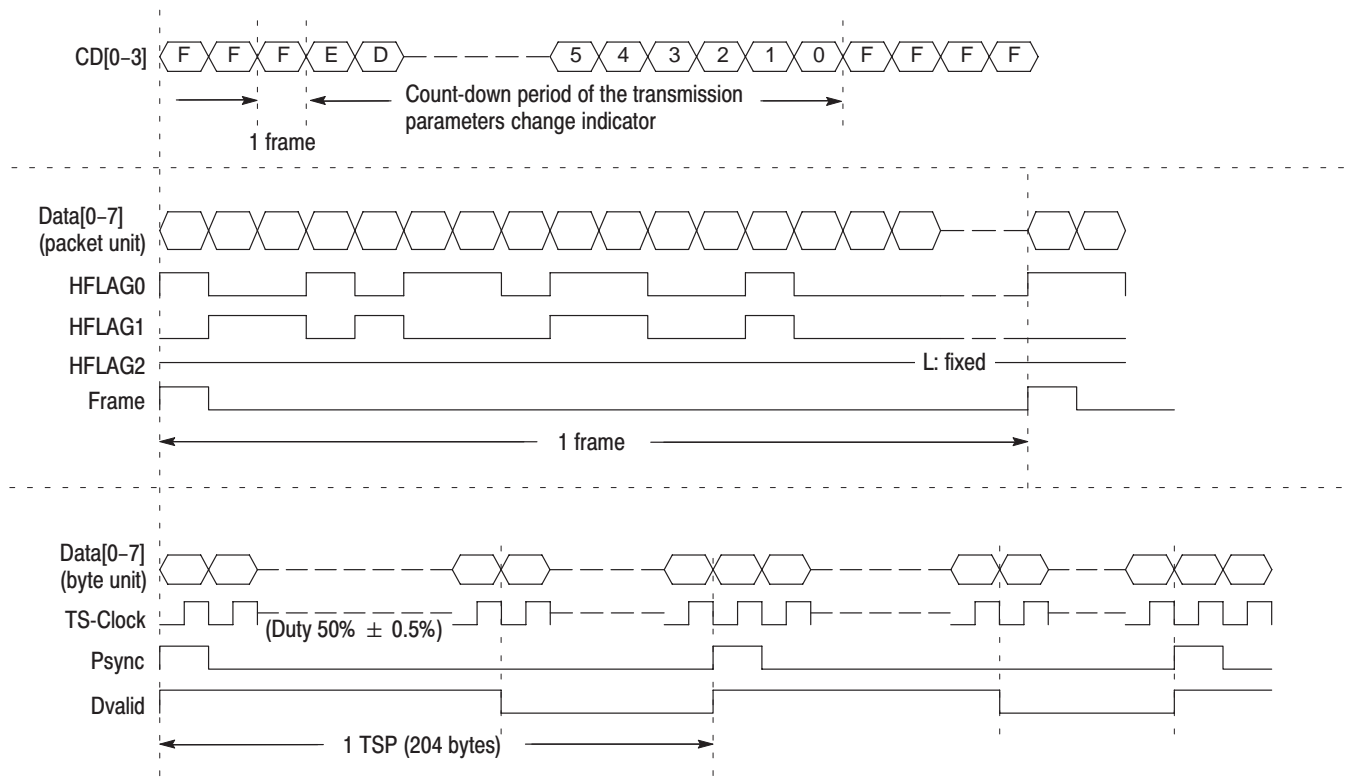 CD[0–3] F F F E D 5 4 3 2 1 0 F F F F
Count-down period of the transmission
parameters change indicator
1 frame
Data[0–7]
(packet unit)
HFLAG0
HFLAG1
HFLAG2
L: fixed
Frame
1 frame
Data[0–7]
(byte unit)
TS-Clock
(Duty 50% ± 0.5%)
Psync
Dvalid
1 TSP (204 bytes)